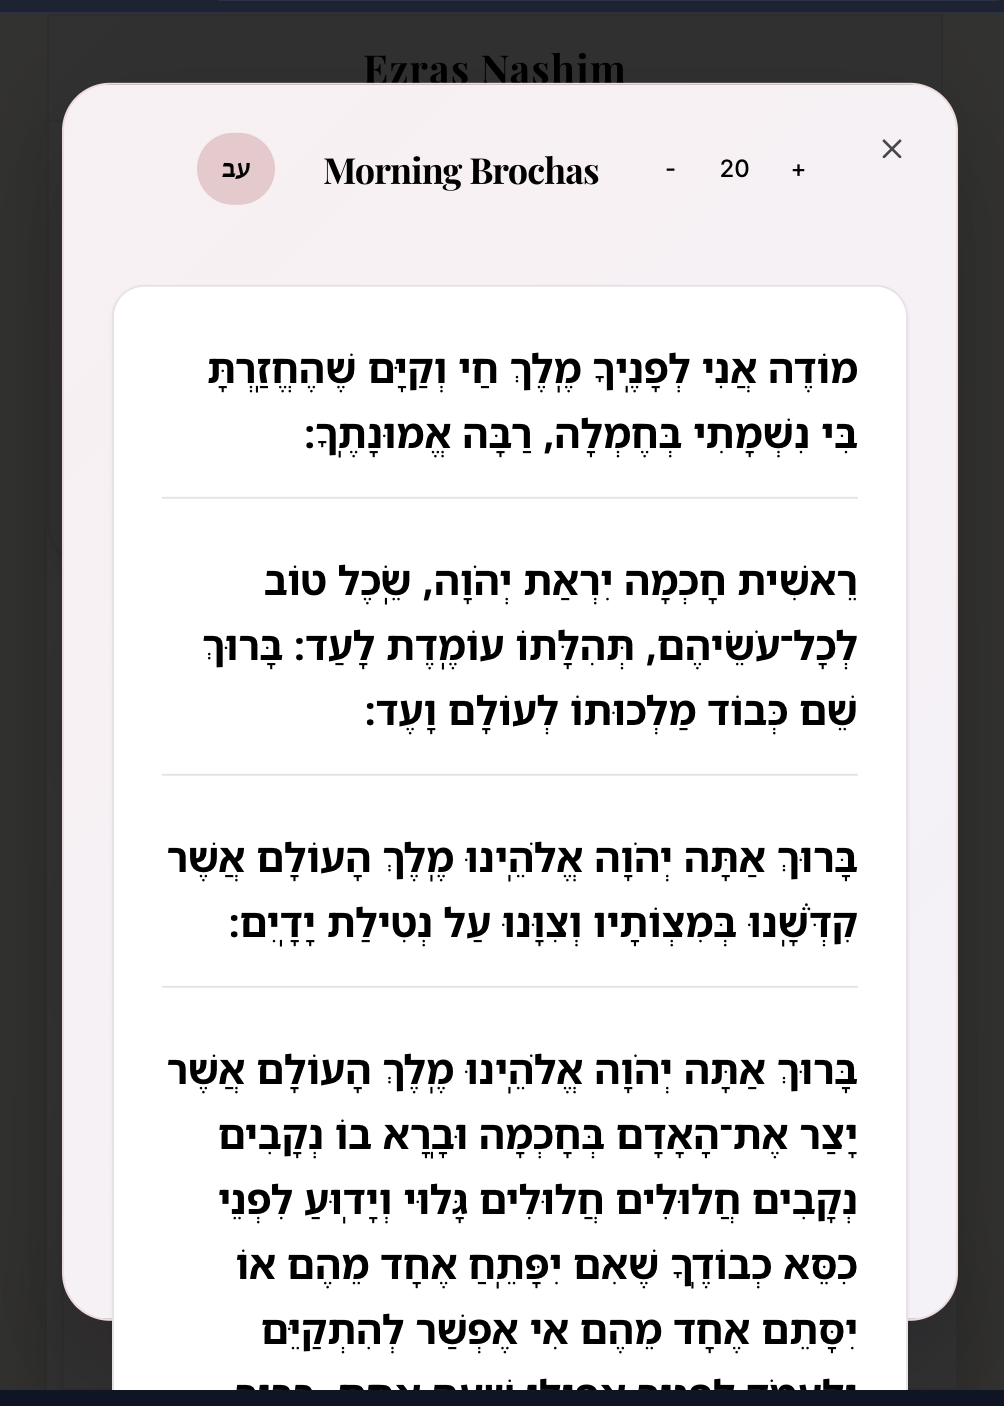 Ezras Nashim
עב
Morning Brochas
- 20 +
מוֹדֶה אֲנִי לְפָנֶֽיךָ מֶֽלֶךְ חַי וְקַיָּם שֶׁהֶחֱזַֽרְתָּ
בִּי נִשְׁמָתִי בְּחֶמְלָה, רַבָּה אֱמוּנָתֶֽךָ:
רֵאשִׁית חָכְמָה יִרְאַת יְהֹוָה, שֵֽׂכֶל טוֹב
לְכָל־עֹשֵׂיהֶם, תְּהִלָּתוֹ עוֹמֶֽדֶת לָעַד: בָּרוּךְ
שֵׁם כְּבוֹד מַלְכוּתוֹ לְעוֹלָם וָעֶד:
בָּרוּךְ אַתָּה יְהֹוָה אֱלֹהֵֽינוּ מֶֽלֶךְ הָעוֹלָם אֲשֶׁר
קִדְּשָֽׁנוּ בְּמִצְוֹתָיו וְצִוָּנוּ עַל נְטִילַת יָדָֽיִם:
בָּרוּךְ אַתָּה יְהֹוָה אֱלֹהֵֽינוּ מֶֽלֶךְ הָעוֹלָם אֲשֶׁר
יָצַר אֶת־הָאָדָם בְּחָכְמָה וּבָֽרָא בוֹ נְקָבִים
נְקָבִים חֲלוּלִים חֲלוּלִים גָּלוּי וְיָדֽוּעַ לִפְנֵי
כִסֵּא כְבוֹדֶֽךָ שֶׁאִם יִפָּתֵֽחַ אֶחָד מֵהֶם אוֹ
יִסָּתֵם אֶחָד מֵהֶם אִי אֶפְשַׁר לְהִתְקַיֵּם